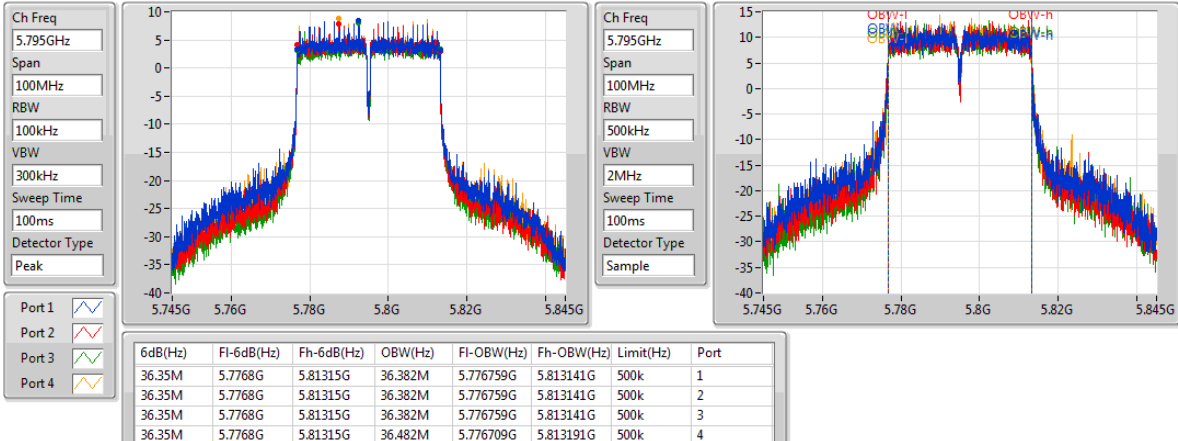 Ch Freq
5.795GHz
Span
100MHz
RBW
100kHz
VBW
300kHz
Sweep Time
100ms
Detector Type
Peak
10
5
0
-5
-10
-15
-20
-25
-30
-35
-40
5.745G 5.76G 5.78G 5.8G 5.82G 5.845G
Ch Freq
5.795GHz
Span
100MHz
RBW
500kHz
VBW
2MHz
Sweep Time
100ms
Detector Type
Sample
15
10
5
0
-5
-10
-15
-20
-25
-30
-35
-40
OBW-l OBW-h
OBW-h
5.745G 5.76G 5.78G 5.8G 5.82G 5.845G
Port 1
Port 2
Port 3
Port 4
6dB(Hz) Fl-6dB(Hz) Fh-6dB(Hz) OBW(Hz) Fl-OBW(Hz) Fh-OBW(Hz) Limit(Hz) Port
36.35M 5.7768G 5.81315G 36.382M 5.776759G 5.813141G 500k 1
36.35M 5.7768G 5.81315G 36.382M 5.776759G 5.813141G 500k 2
36.35M 5.7768G 5.81315G 36.382M 5.776759G 5.813141G 500k 3
36.35M 5.7768G 5.81315G 36.482M 5.776709G 5.813191G 500k 4